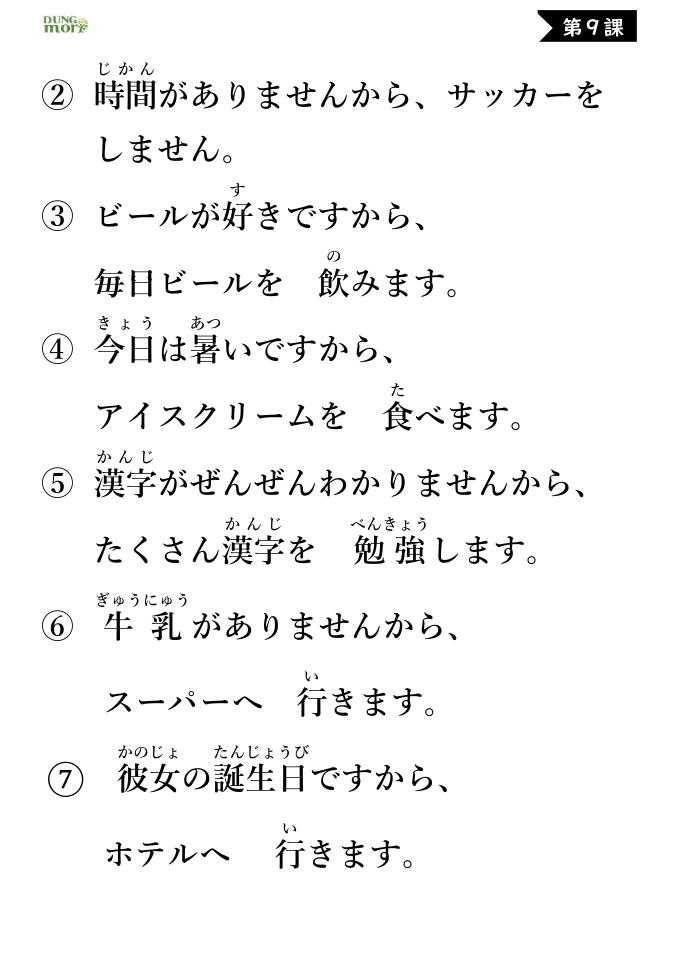 DUNG mori
第9課
じかん
② 時間がありませんから、サッカーを
しません。
す
③ ビールが好きですから、
の
毎日ビールを　飲みます。
きょう　あつ
④ 今日は暑いですから、
た
アイスクリームを　食べます。
かんじ
⑤ 漢字がぜんぜんわかりませんから、
かんじ　べんきょう
たくさん漢字を　勉強します。
ぎゅうにゅう
⑥ 牛乳がありませんから、
い
スーパーへ　行きます。
かのじょ　たんじょうび
⑦ 彼女の誕生日ですから、
い
ホテルへ　行きます。